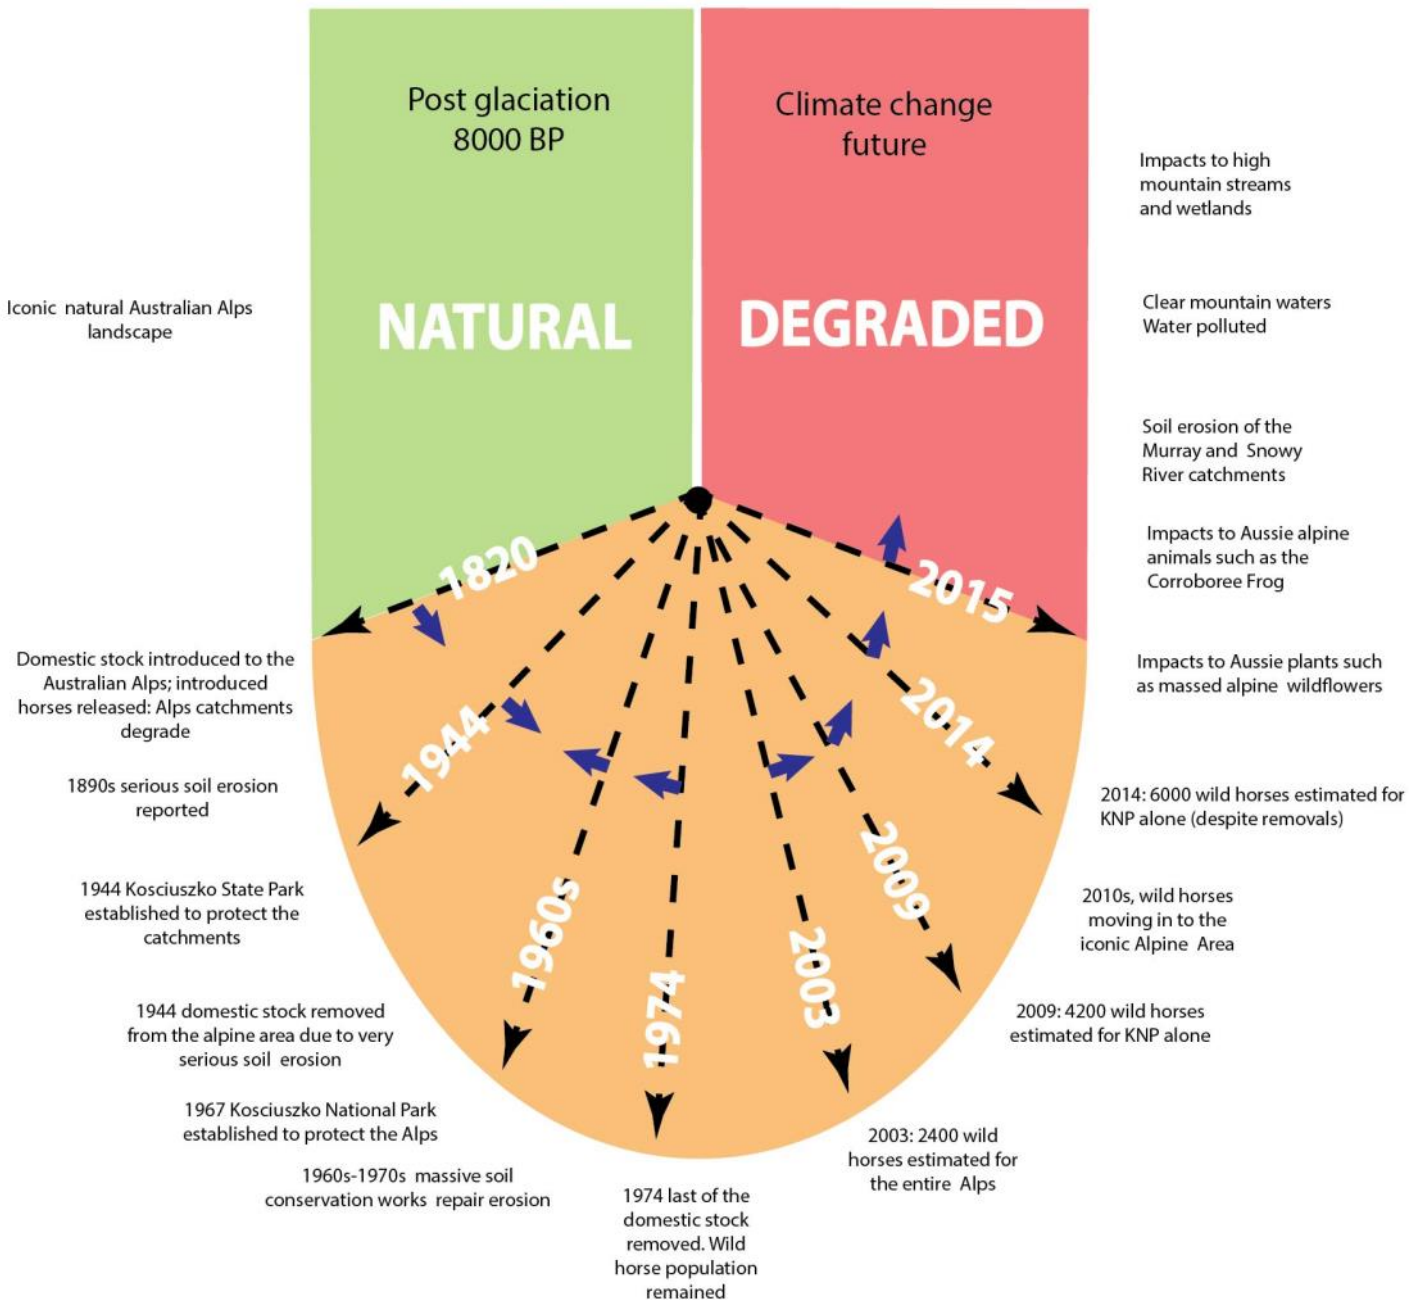 Post glaciation
8000 BP
NATURAL
Climate change
future
DEGRADED
Iconic natural Australian Alps
landscape
1820
1944
1960s
1974
2003
2009
2014
2015
Domestic stock introduced to the
Australian Alps; introduced
horses released: Alps catchments
degrade
1890s serious soil erosion
reported
1944 Kosciuszko State Park
established to protect the
catchments
1944 domestic stock removed
from the alpine area due to very
serious soil erosion
1967 Kosciuszko National Park
established to protect the Alps
1960s-1970s massive soil
conservation works repair erosion
1974 last of the
domestic stock
removed. Wild
horse population
remained
2003: 2400 wild
horses estimated for
the entire Alps
2009: 4200 wild horses
estimated for KNP alone
2010s, wild horses
moving in to the
iconic Alpine Area
2014: 6000 wild horses estimated for
KNP alone (despite removals)
Impacts to Aussie plants such
as massed alpine wildflowers
Impacts to Aussie alpine
animals such as the
Corroboree Frog
Soil erosion of the
Murray and Snowy
River catchments
Clear mountain waters
Water polluted
Impacts to high
mountain streams
and wetlands